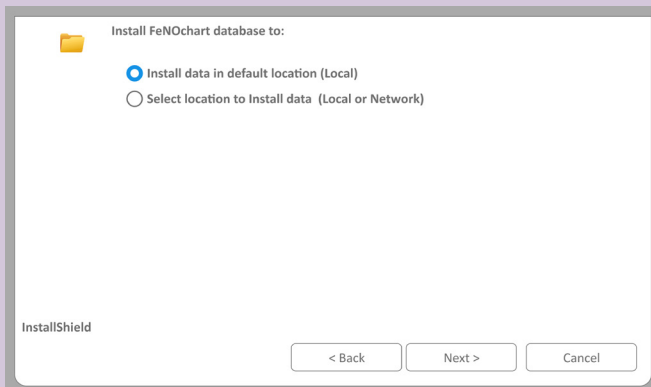 Install FeNOchart database to:
Install data in default location (Local)
Select location to Install data  (Local or Network)
InstallShield
< Back
Next >
Cancel